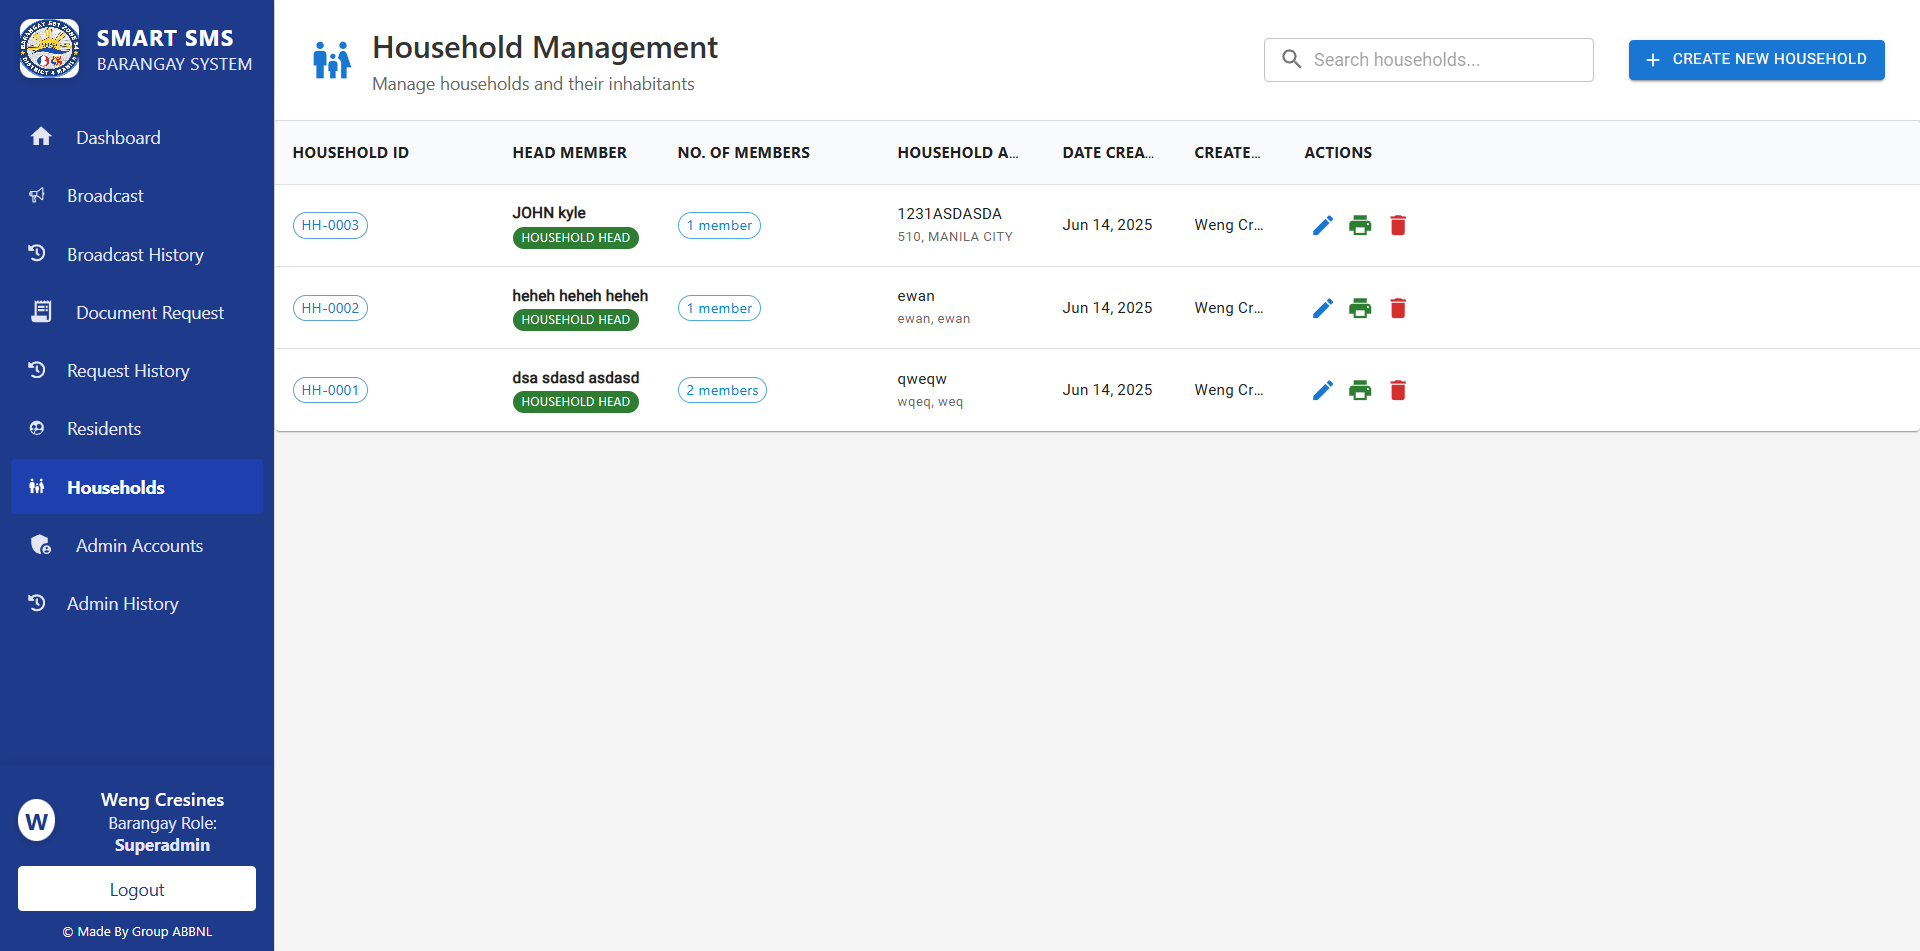 SMART SMS
BARANGAY SYSTEM
Dashboard
Broadcast
Broadcast History
Document Request
Request History
Residents
Households
Admin Accounts
Admin History
W
Weng Cresines
Barangay Role:
Superadmin
Logout
© Made By Group ABBNL
Household Management
Manage households and their inhabitants
Search households...
+ CREATE NEW HOUSEHOLD
HOUSEHOLD ID HEAD MEMBER NO. OF MEMBERS HOUSEHOLD A... DATE CREA... CREATE... ACTIONS
HH-0003 JOHN kyle HOUSEHOLD HEAD 1 member 1231ASDASDA 510, MANILA CITY Jun 14, 2025 Weng Cr...
HH-0002 heheh heheh heheh HOUSEHOLD HEAD 1 member ewan ewan, ewan Jun 14, 2025 Weng Cr...
HH-0001 dsa sdasd asdasd HOUSEHOLD HEAD 2 members qweqw wqeq, weq Jun 14, 2025 Weng Cr...